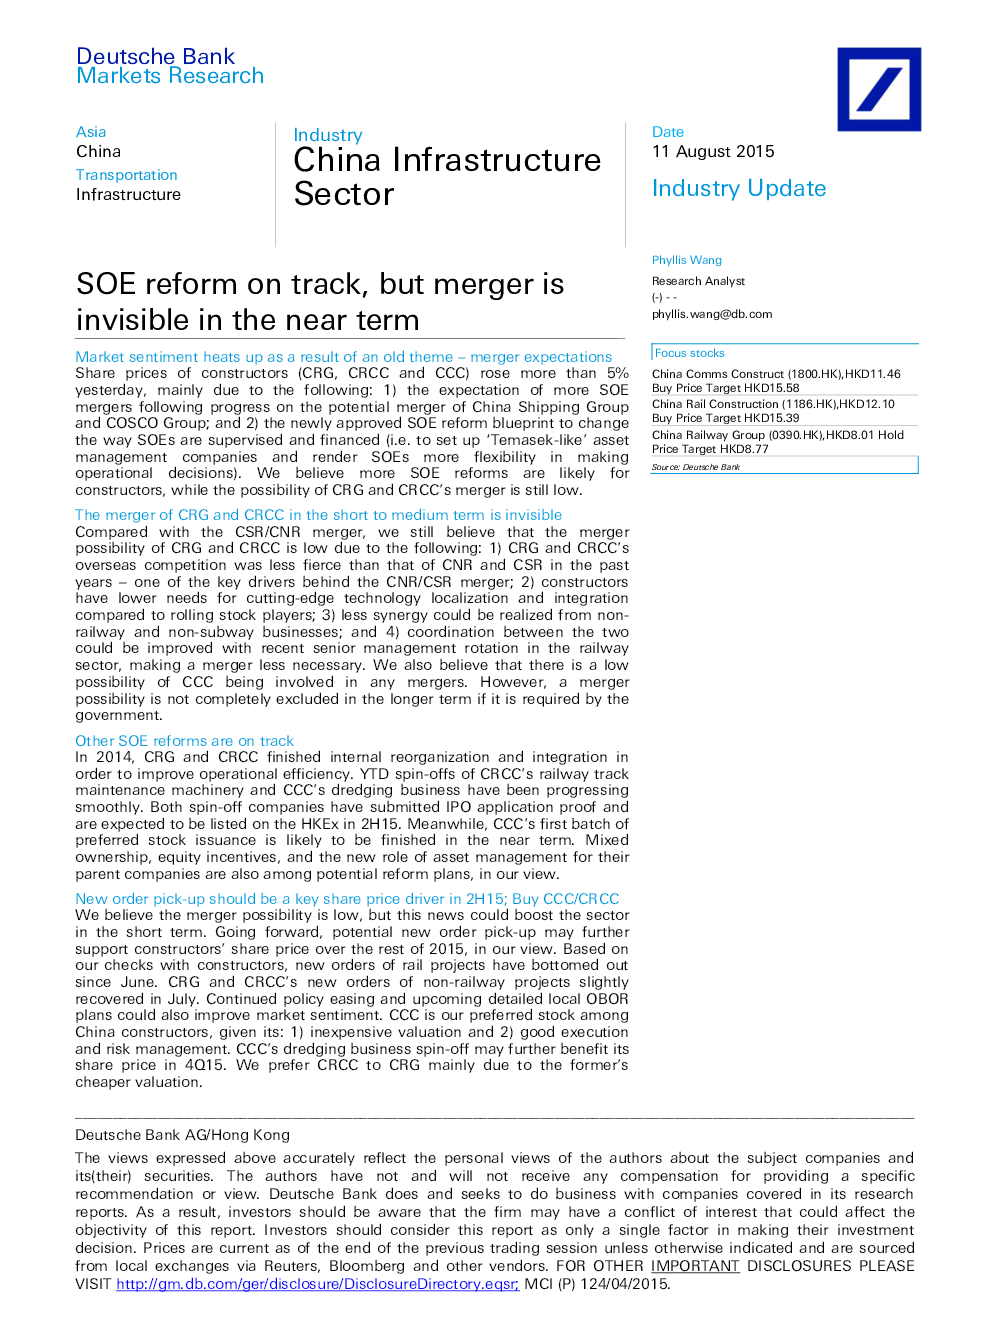 Deutsche Bank
Markets Research
Asia
China
Transportation
Infrastructure
Industry
China Infrastructure
Sector
Date
11 August 2015
Industry Update
SOE reform on track, but merger is
invisible in the near term
Phyllis Wang
Research Analyst
(-) - -
phyllis.wang@db.com
Focus stocks
China Comms Construct (1800.HK),HKD11.46
Buy Price Target HKD15.58
China Rail Construction (1186.HK),HKD12.10
Buy Price Target HKD15.39
China Railway Group (0390.HK),HKD8.01 Hold
Price Target HKD8.77
Source: Deutsche Bank
Market sentiment heats up as a result of an old theme – merger expectations
Share prices of constructors (CRG, CRCC and CCC) rose more than 5%
yesterday, mainly due to the following: 1) the expectation of more SOE
mergers following progress on the potential merger of China Shipping Group
and COSCO Group; and 2) the newly approved SOE reform blueprint to change
the way SOEs are supervised and financed (i.e. to set up ‘Temasek-like’ asset
management companies and render SOEs more flexibility in making
operational decisions). We believe more SOE reforms are likely for
constructors, while the possibility of CRG and CRCC’s merger is still low.
The merger of CRG and CRCC in the short to medium term is invisible
Compared with the CSR/CNR merger, we still believe that the merger
possibility of CRG and CRCC is low due to the following: 1) CRG and CRCC’s
overseas competition was less fierce than that of CNR and CSR in the past
years – one of the key drivers behind the CNR/CSR merger; 2) constructors
have lower needs for cutting-edge technology localization and integration
compared to rolling stock players; 3) less synergy could be realized from non-
railway and non-subway businesses; and 4) coordination between the two
could be improved with recent senior management rotation in the railway
sector, making a merger less necessary. We also believe that there is a low
possibility of CCC being involved in any mergers. However, a merger
possibility is not completely excluded in the longer term if it is required by the
government.
Other SOE reforms are on track
In 2014, CRG and CRCC finished internal reorganization and integration in
order to improve operational efficiency. YTD spin-offs of CRCC’s railway track
maintenance machinery and CCC’s dredging business have been progressing
smoothly. Both spin-off companies have submitted IPO application proof and
are expected to be listed on the HKEx in 2H15. Meanwhile, CCC’s first batch of
preferred stock issuance is likely to be finished in the near term. Mixed
ownership, equity incentives, and the new role of asset management for their
parent companies are also among potential reform plans, in our view.
New order pick-up should be a key share price driver in 2H15; Buy CCC/CRCC
We believe the merger possibility is low, but this news could boost the sector
in the short term. Going forward, potential new order pick-up may further
support constructors’ share price over the rest of 2015, in our view. Based on
our checks with constructors, new orders of rail projects have bottomed out
since June. CRG and CRCC’s new orders of non-railway projects slightly
recovered in July. Continued policy easing and upcoming detailed local OBOR
plans could also improve market sentiment. CCC is our preferred stock among
China constructors, given its: 1) inexpensive valuation and 2) good execution
and risk management. CCC’s dredging business spin-off may further benefit its
share price in 4Q15. We prefer CRCC to CRG mainly due to the former’s
cheaper valuation.
Deutsche Bank AG/Hong Kong
The views expressed above accurately reflect the personal views of the authors about the subject companies and
its(their) securities. The authors have not and will not receive any compensation for providing a specific
recommendation or view. Deutsche Bank does and seeks to do business with companies covered in its research
reports. As a result, investors should be aware that the firm may have a conflict of interest that could affect the
objectivity of this report. Investors should consider this report as only a single factor in making their investment
decision. Prices are current as of the end of the previous trading session unless otherwise indicated and are sourced
from local exchanges via Reuters, Bloomberg and other vendors. FOR OTHER IMPORTANT DISCLOSURES PLEASE
VISIT http://gm.db.com/ger/disclosure/DisclosureDirectory.eqsr; MCI (P) 124/04/2015.